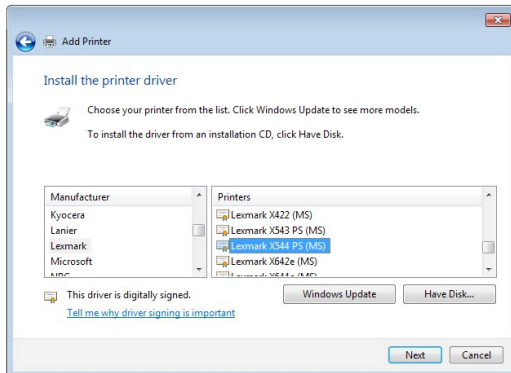 Add Printer
Install the printer driver
Choose your printer from the list. Click Windows Update to see more models.
To install the driver from an installation CD, click Have Disk.
Manufacturer
Kyocera
Lanier
Lexmark
Microsoft
Printers
Lexmark X422 (MS)
Lexmark X543 PS (MS)
Lexmark X544 PS (MS)
Lexmark X642e (MS)
This driver is digitally signed.
Windows Update
Have Disk...
Tell me why driver signing is important
Next
Cancel